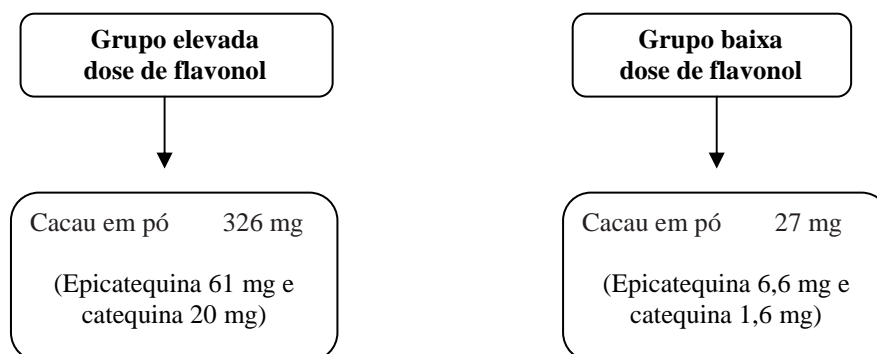 Grupo elevada
dose de flavonol
Grupo baixa
dose de flavonol
Cacau em pó 326 mg
(Epicatequina 61 mg e
catequina 20 mg)
Cacau em pó 27 mg
(Epicatequina 6,6 mg e
catequina 1,6 mg)